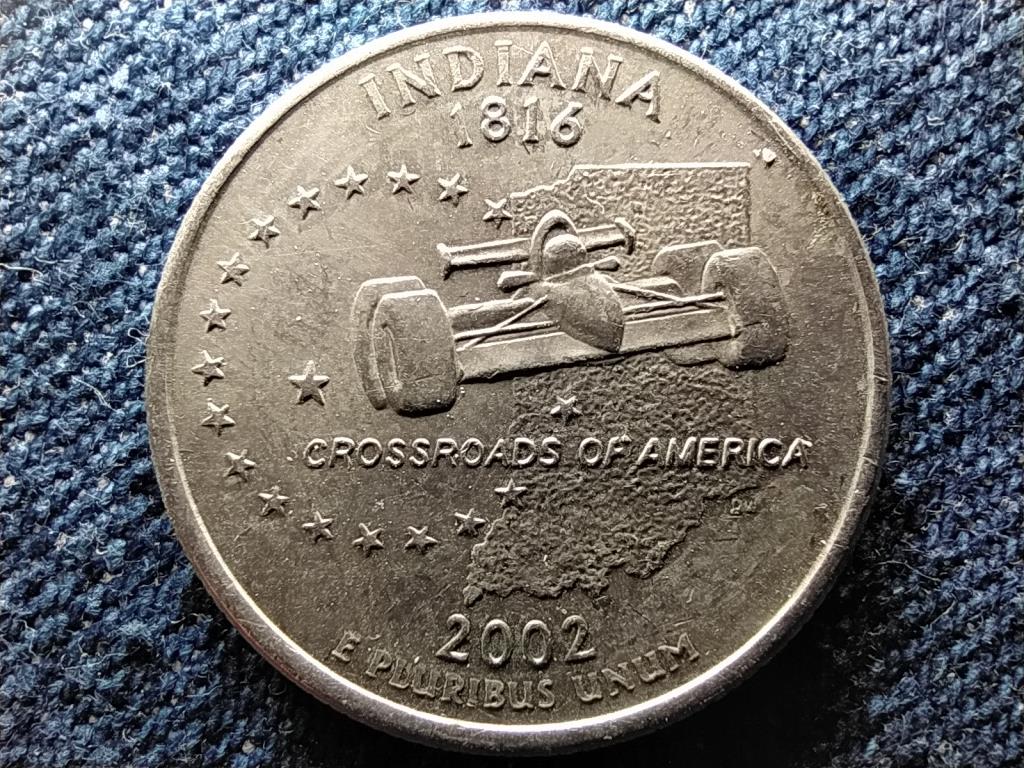 INDIANA
1816
CROSSROADS OF AMERICA
2002
E PLURIBUS UNUM